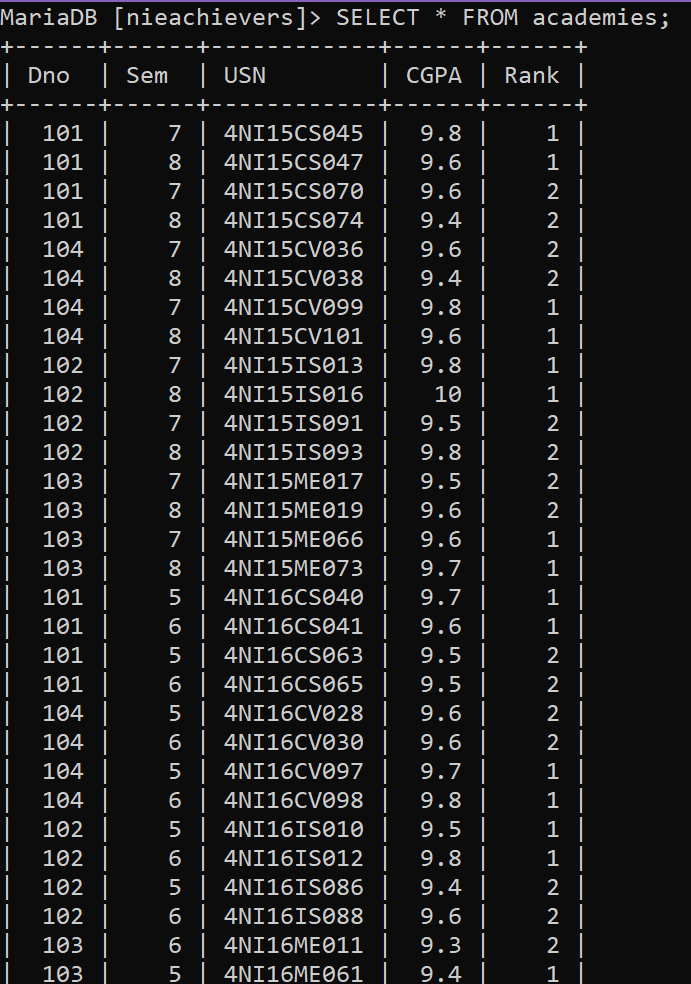 MariaDB [nieachievers]> SELECT * FROM academies;
+------+------+------------+------+------+
| Dno  | Sem  | USN        | CGPA | Rank |
+------+------+------------+------+------+
|  101 |    7 | 4NI15CS045 |  9.8 |    1 |
|  101 |    8 | 4NI15CS047 |  9.6 |    1 |
|  101 |    7 | 4NI15CS070 |  9.6 |    2 |
|  101 |    8 | 4NI15CS074 |  9.4 |    2 |
|  104 |    7 | 4NI15CV036 |  9.6 |    2 |
|  104 |    8 | 4NI15CV038 |  9.4 |    2 |
|  104 |    7 | 4NI15CV099 |  9.8 |    1 |
|  104 |    8 | 4NI15CV101 |  9.6 |    1 |
|  102 |    7 | 4NI15IS013 |  9.8 |    1 |
|  102 |    8 | 4NI15IS016 |   10 |    1 |
|  102 |    7 | 4NI15IS091 |  9.5 |    2 |
|  102 |    8 | 4NI15IS093 |  9.8 |    2 |
|  103 |    7 | 4NI15ME017 |  9.5 |    2 |
|  103 |    8 | 4NI15ME019 |  9.6 |    2 |
|  103 |    7 | 4NI15ME066 |  9.6 |    1 |
|  103 |    8 | 4NI15ME073 |  9.7 |    1 |
|  101 |    5 | 4NI16CS040 |  9.7 |    1 |
|  101 |    6 | 4NI16CS041 |  9.6 |    1 |
|  101 |    5 | 4NI16CS063 |  9.5 |    2 |
|  101 |    6 | 4NI16CS065 |  9.5 |    2 |
|  104 |    5 | 4NI16CV028 |  9.6 |    2 |
|  104 |    6 | 4NI16CV030 |  9.6 |    2 |
|  104 |    5 | 4NI16CV097 |  9.7 |    1 |
|  104 |    6 | 4NI16CV098 |  9.8 |    1 |
|  102 |    5 | 4NI16IS010 |  9.5 |    1 |
|  102 |    6 | 4NI16IS012 |  9.8 |    1 |
|  102 |    5 | 4NI16IS086 |  9.4 |    2 |
|  102 |    6 | 4NI16IS088 |  9.6 |    2 |
|  103 |    6 | 4NI16ME011 |  9.3 |    2 |
|  103 |    5 | 4NI16ME061 |  9.4 |    1 |